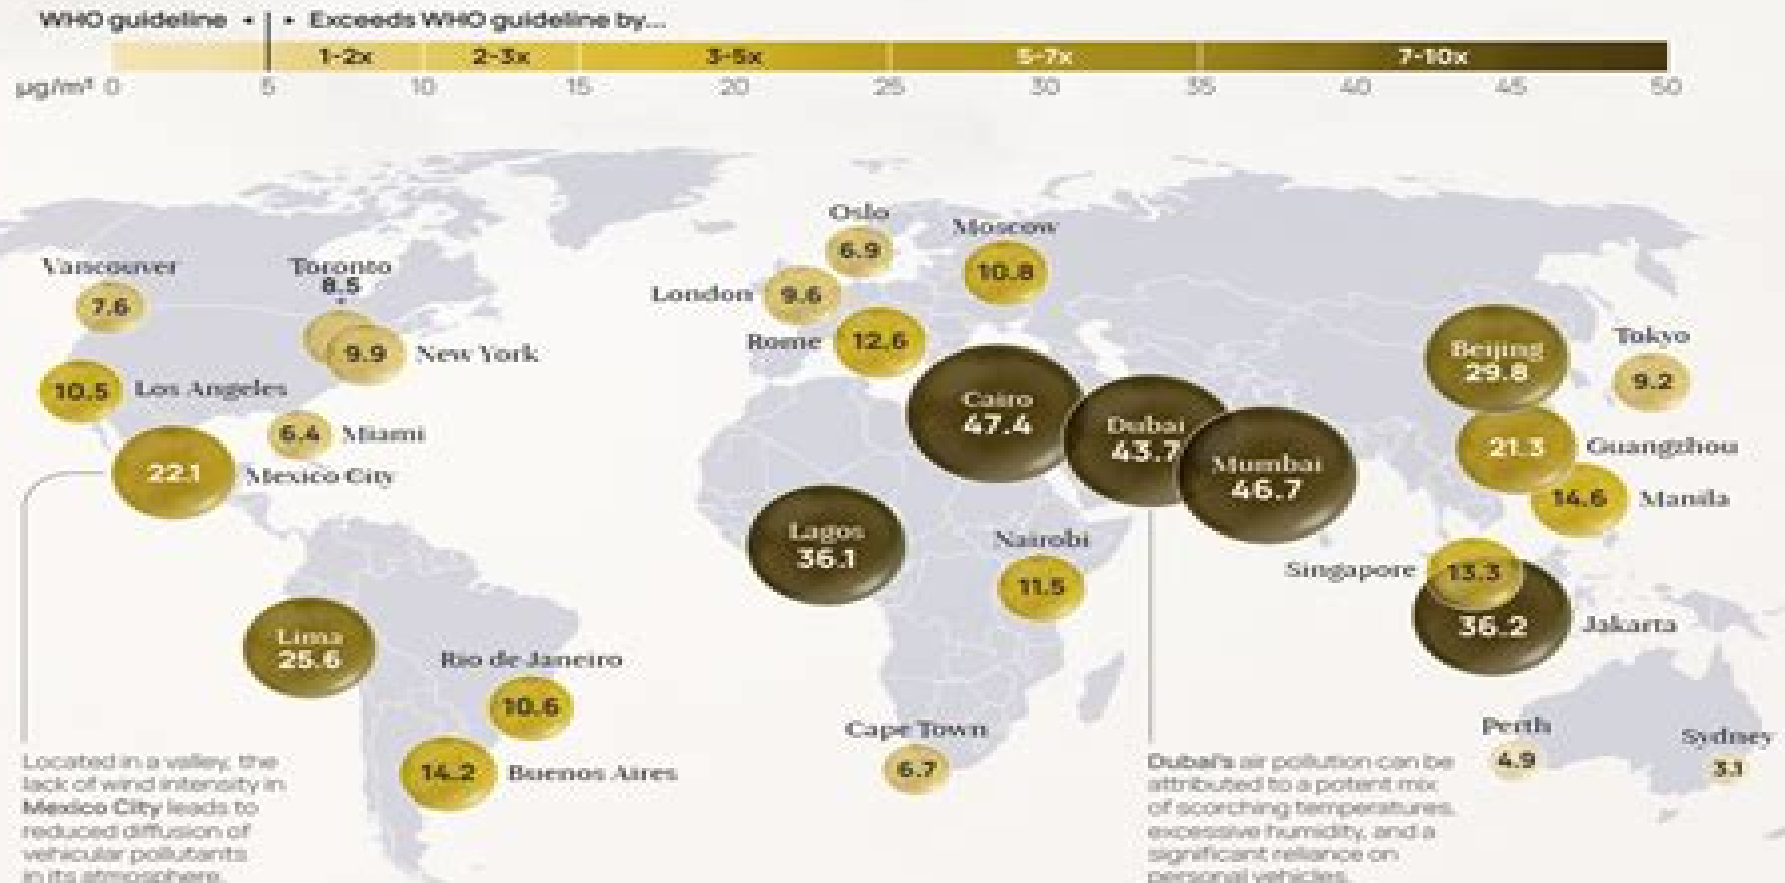 WHO guideline • • Exceeds WHO guideline by...
1-2x 2-3x 3-5x 5-7x 7-10x
µg/m³ 0 5 10 15 20 25 30 35 40 45 50
Oslo
6.9
Moscow
10.8
Vancouver
7.6
Toronto
8.5
London 9.6
9.9 New York
Rome 12.6
Beijing
29.8
Tokyo
9.2
10.5 Los Angeles
Cairo
47.4
Dubai
43.7
Mumbai
46.7
6.4 Miami
21.3 Guangzhou
22.1 Mexico City
14.6 Manila
Lagos
36.1
Nairobi
11.5
Singapore 13.3
36.2 Jakarta
Lima
25.6
Rio de Janeiro
10.6
Cape Town
6.7
Perth
4.9
Sydney
3.1
14.2 Buenos Aires
Located in a valley, the
lack of wind intensity in
Mexico City leads to
reduced diffusion of
vehicular pollutants
in its atmosphere.
Dubai's air pollution can be
attributed to a potent mix
of scorching temperatures,
excessive humidity, and a
significant reliance on
personal vehicles.